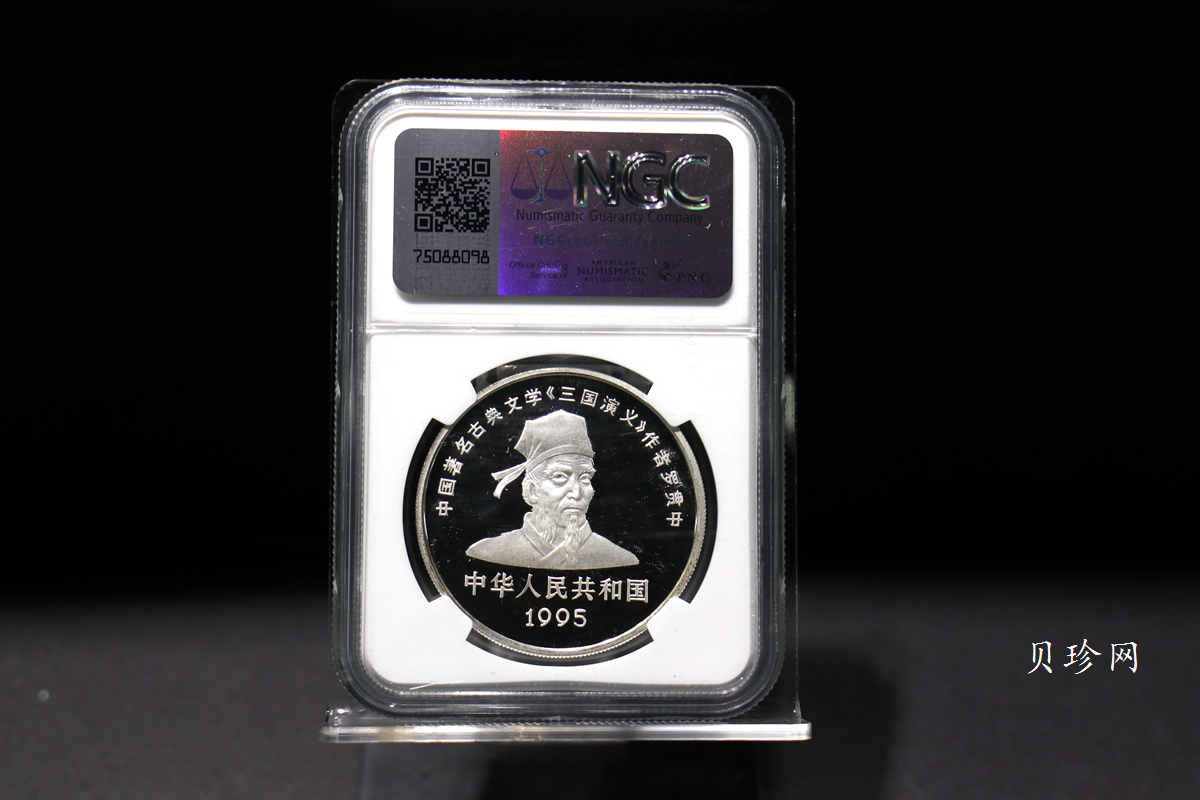 NGC
Numismatic Guaranty Company
75088098
Official Grading
Service of
AMERICAN
NUMISMATIC
ASSOCIATION
PNG
中国著名古典文学《三国演义》作者罗贯中
中华人民共和国
1995
贝珍网